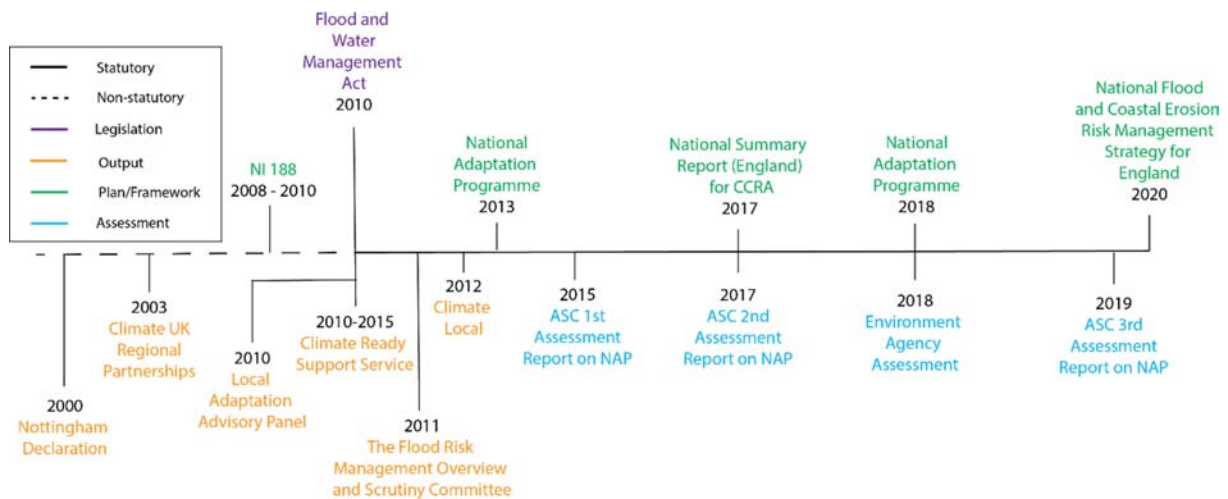 Statutory
Non-statutory
Legislation
Output
Plan/Framework
Assessment
Flood and
Water
Management
Act
2010
NI 188
2008 - 2010
National
Adaptation
Programme
2013
National Summary
Report (England)
for CCRA
2017
National
Adaptation
Programme
2018
National Flood
and Coastal Erosion
Risk Management
Strategy for
England
2020
2000
Nottingham
Declaration
2003
Climate UK
Regional
Partnerships
2010
Local
Adaptation
Advisory Panel
2010-2015
Climate Ready
Support Service
2011
The Flood Risk
Management Overview
and Scrutiny Committee
2012
Climate
Local
2015
ASC 1st
Assessment
Report on NAP
2017
ASC 2nd
Assessment
Report on NAP
2018
Environment
Agency
Assessment
2019
ASC 3rd
Assessment
Report on NAP